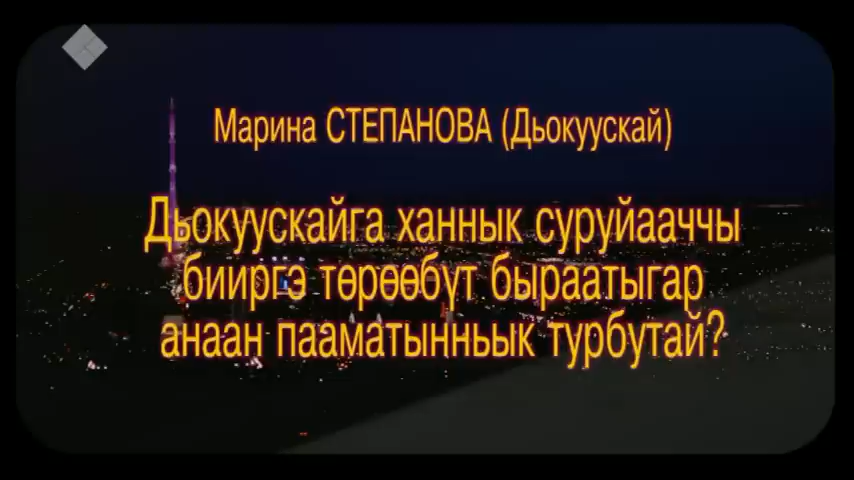 Марина СТЕПАНОВА (Дьокуускай)
Дьокуускайга ханнык суруйааччы
бииргэ төрөөбүт быраатыгар
анаан пааматынньык турбутай?